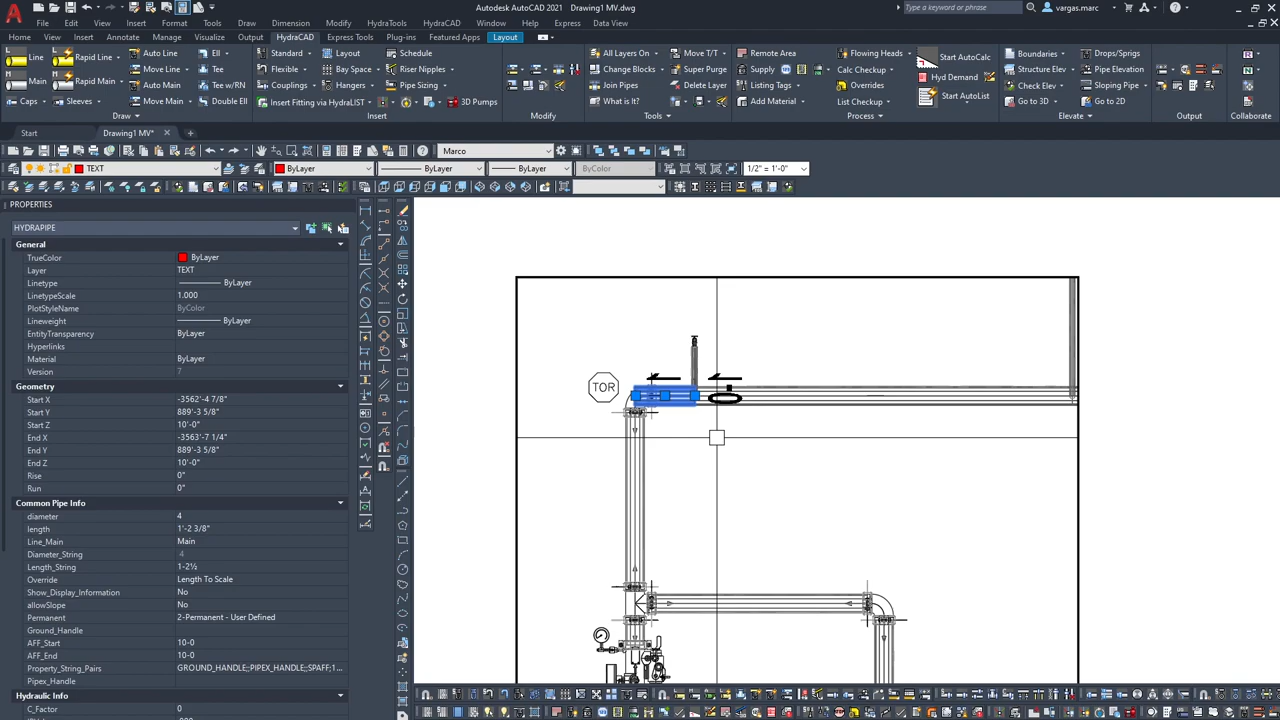 Autodesk AutoCAD 2021 Drawing1 MV.dwg
Type a keyword or phrase
vargas.marc
File Edit View Insert Format Tools Draw Dimension Modify HydraTools HydraCAD Window Help Express Data View
Home Insert Annotate Manage Visualize Output HydraCAD Express Tools Plug-ins Featured Apps Layout
Line Rapid Line Auto Line Ell Standard Layout Schedule All Layers On Move T/T Remote Area Flowing Heads Start AutoCalc Boundaries Drops/Sprigs
Move Line Tee Flexible Bay Space Riser Nipples Change Blocks Super Pump Supply Calc Checkup Hyd Demand Structure Elev Pipe Elevation
Main Rapid Main Auto Main Tee w/RN Couplings Hangers Pipe Sizing Join Pipes Delete Layer Listing Tags Overrides Start AutoList Check Elev Sloping Pipe
Caps Sleeves Move Main Double Ell Insert Fitting via HydraLIST 3D Pumps What is It? Review Add Material List Checkup Go to 3D Go to 2D
Draw Insert Modify Tools Process Elevate Output Collaborate
Start Drawing1 MV*
Marco
TEXT ByLayer ByLayer ByLayer ByColor 1/2" = 1'-0"
PROPERTIES
HYDRAPIPE
General
TrueColor ByLayer
Layer TEXT
Linetype ByLayer
LinetypeScale 1.000
PlotStyleName ByColor
Lineweight ByLayer
EntityTransparency ByLayer
Hyperlinks
Material ByLayer
Version 7
Geometry
Start X -3562'-4 7/8"
Start Y 889'-3 5/8"
Start Z 10'-0"
End X -3563'-7 1/4"
End Y 889'-3 5/8"
End Z 10'-0"
Rise 0"
Run 0"
Common Pipe Info
diameter 4
length 1'-2 3/8"
Line_Main Main
Diameter_String 4
Length_String 1-2½
Override Length To Scale
Show_Display_Information No
allowSlope No
Permanent 2-Permanent - User Defined
Ground_Handle
AFF_Start 10-0
AFF_End 10-0
Property_String_Pairs GROUND_HANDLE;;PIPEX_HANDLE;;SPAFF;1...
Pipex_Handle
Hydraulic Info
C_Factor 0
TOR